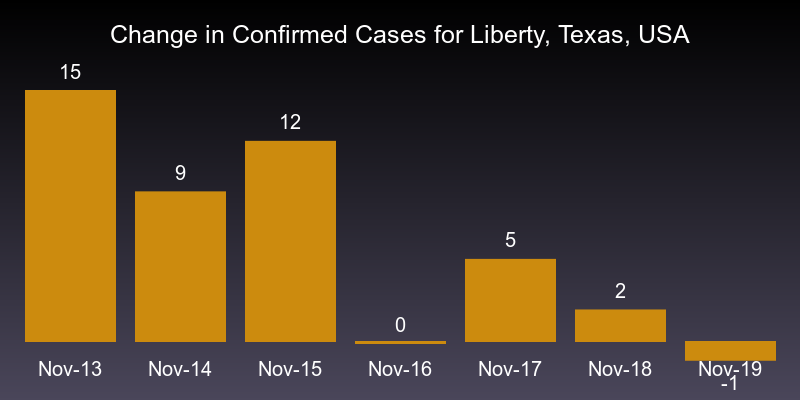 Change in Confirmed Cases for Liberty, Texas, USA
15
9
12
0
5
2
Nov-13
Nov-14
Nov-15
Nov-16
Nov-17
Nov-18
Nov-19
-1